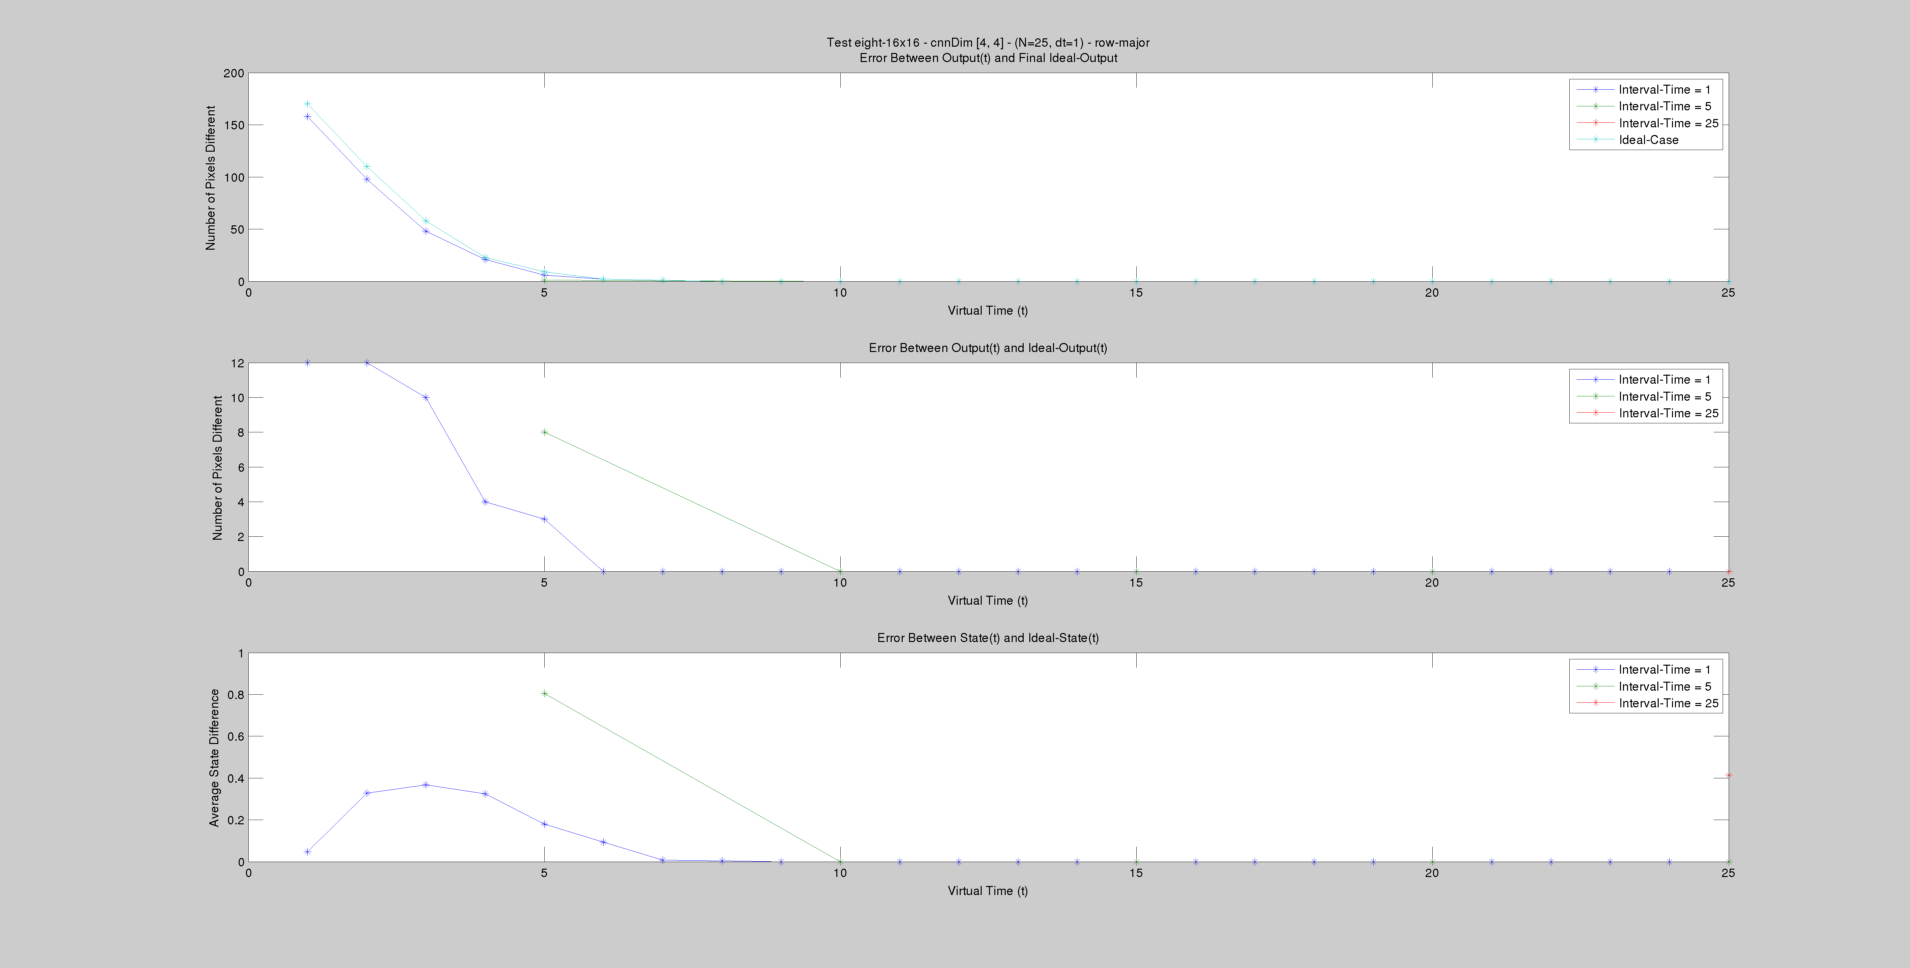 Test eight-16x16 - cnnDim [4, 4] - (N=25, dt=1) - row-major
Error Between Output(t) and Final Ideal-Output
Number of Pixels Different
200
150
100
50
0
0 5 10 15 20 25
Virtual Time (t)
Interval-Time = 1
Interval-Time = 5
Interval-Time = 25
Ideal-Case
Error Between Output(t) and Ideal-Output(t)
Number of Pixels Different
12
10
8
6
4
2
0
0 5 10 15 20 25
Virtual Time (t)
Interval-Time = 1
Interval-Time = 5
Interval-Time = 25
Error Between State(t) and Ideal-State(t)
Average State Difference
1
0.8
0.6
0.4
0.2
0
0 5 10 15 20 25
Virtual Time (t)
Interval-Time = 1
Interval-Time = 5
Interval-Time = 25